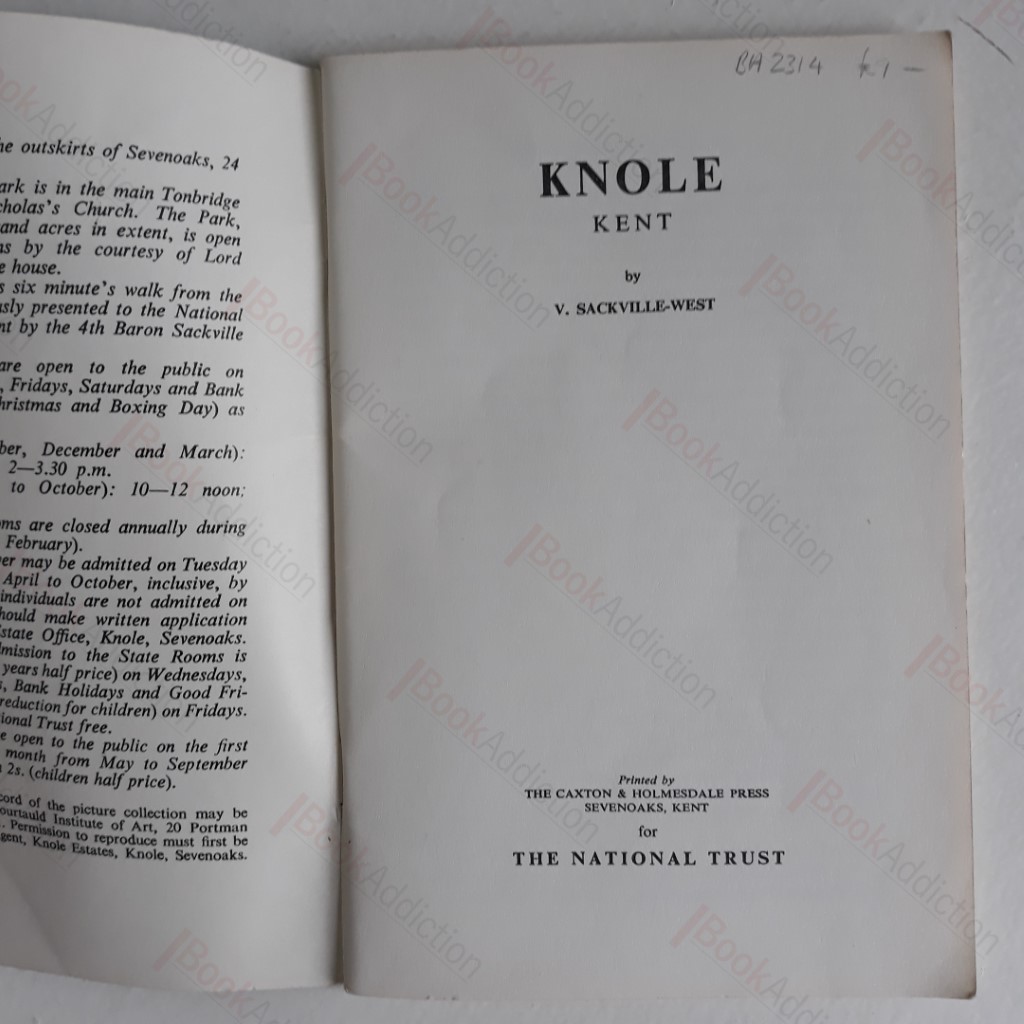 he outskirts of Sevenoaks, 24
ark is in the main Tonbridge
cholas's Church. The Park,
and acres in extent, is open
ns by the courtesy of Lord
e house.
s six minute's walk from the
usly presented to the National
nt by the 4th Baron Sackville
are open to the public on
, Fridays, Saturdays and Bank
hristmas and Boxing Day) as
ber, December and March):
2—3.30 p.m.
to October): 10—12 noon;
ms are closed annually during
February).
er may be admitted on Tuesday
April to October, inclusive, by
individuals are not admitted on
hould make written application
state Office, Knole, Sevenoaks.
mission to the State Rooms is
years half price) on Wednesdays,
s, Bank Holidays and Good Fri-
reduction for children) on Fridays.
ional Trust free.
e open to the public on the first
month from May to September
2s. (children half price).
cord of the picture collection may be
ourtauld Institute of Art, 20 Portman
. Permission to reproduce must first be
gent, Knole Estates, Knole, Sevenoaks.
BH 2314
KNOLE
KENT
by
V. SACKVILLE-WEST
Printed by
THE CAXTON & HOLMESDALE PRESS
SEVENOAKS, KENT
for
THE NATIONAL TRUST
BookAddiction